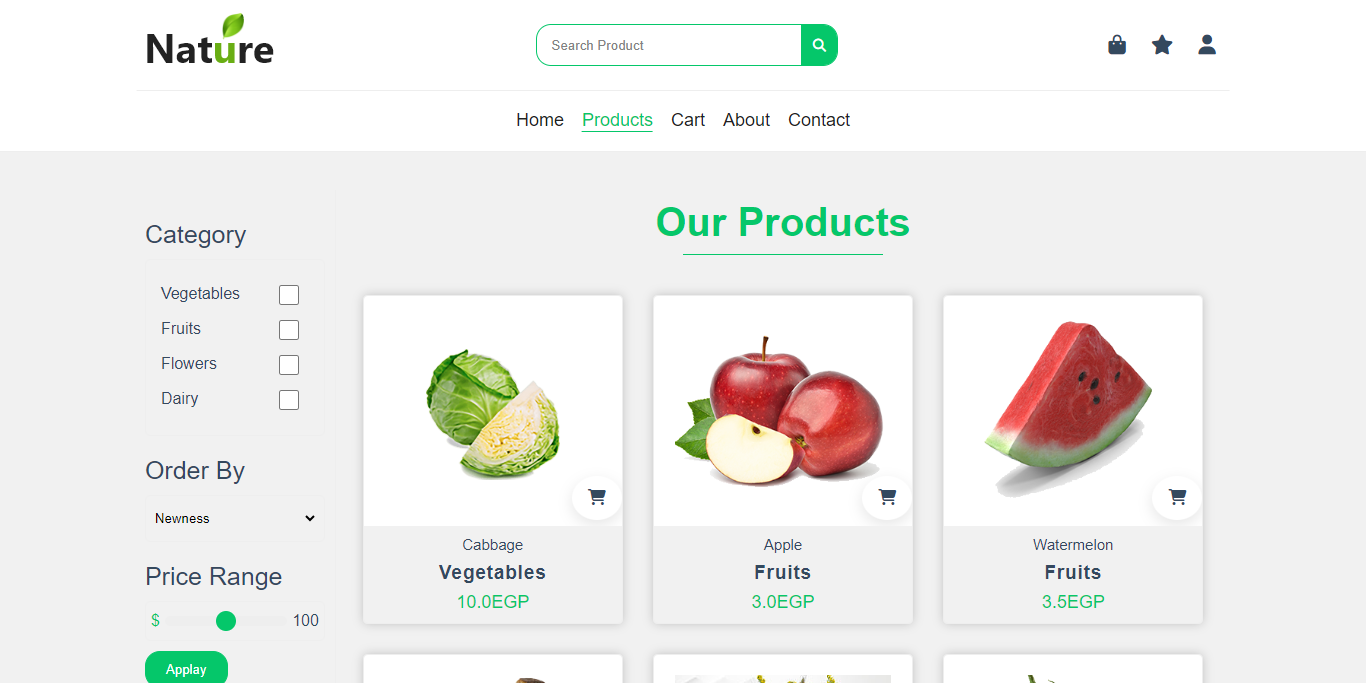 Nature
Search Product
Home Products Cart About Contact
Category
Vegetables
Fruits
Flowers
Dairy
Order By
Newness
Price Range
$ 100
Applay
Our Products
Cabbage
Vegetables
10.0EGP
Apple
Fruits
3.0EGP
Watermelon
Fruits
3.5EGP